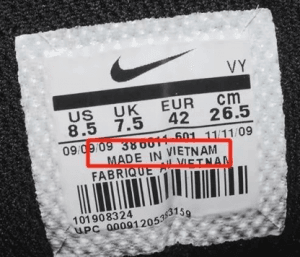 VY
US UK EUR cm
8.5 7.5 42 26.5
09/09/09 386011 601 11/11/09
MADE IN VIETNAM
FABRIQUE AU VIETNAM
101908324
UPC